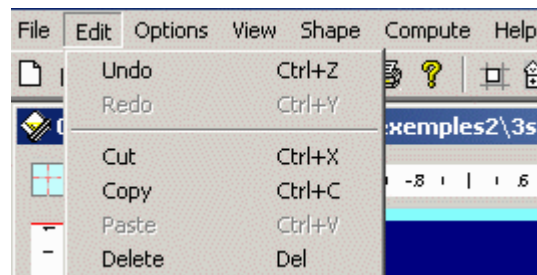 File Edit Options View Shape Compute Help
Undo Ctrl+Z
Redo Ctrl+Y
exemples2\3s
Cut Ctrl+X
-8 6
Copy Ctrl+C
Paste Ctrl+V
Delete Del